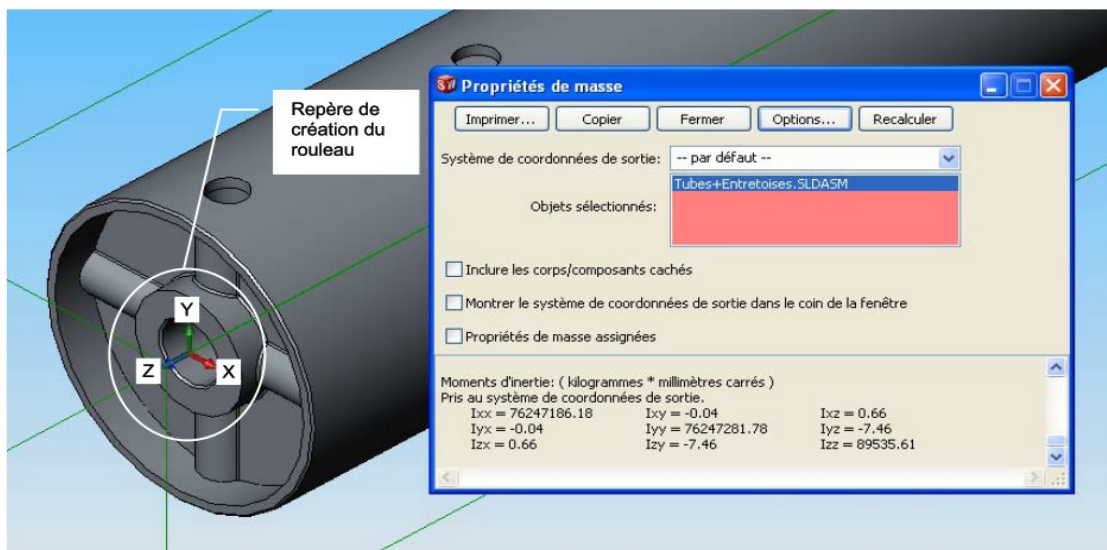 Repère de
création du
rouleau
Y
Z
X
Propriétés de masse
Imprimer... Copier Fermer Options... Recalculer
Système de coordonnées de sortie: -- par défaut --
Tubes+Entretoises.SLDASM
Objets sélectionnés:
Inclure les corps/composants cachés
Montrer le système de coordonnées de sortie dans le coin de la fenêtre
Propriétés de masse assignées
Moments d'inertie: ( kilogrammes * millimètres carrés )
Pris au système de coordonnées de sortie.
Ixx = 76247186.18 Ixy = -0.04 Ixz = 0.66
Iyx = -0.04 Iyy = 76247281.78 Iyz = -7.46
Izx = 0.66 Izy = -7.46 Izz = 89535.61